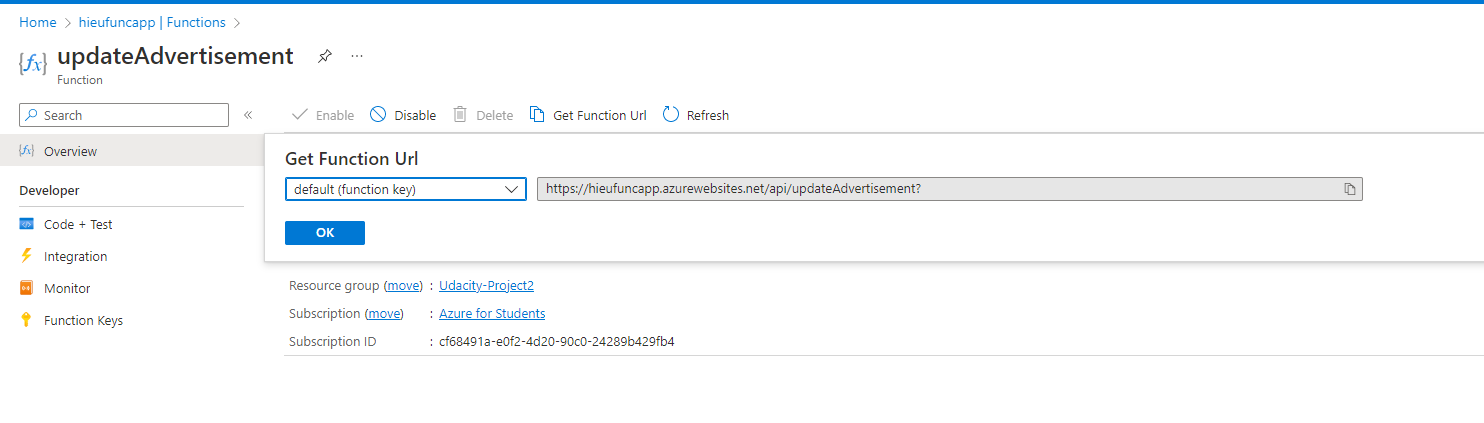 Home > hieufuncapp | Functions >
updateAdvertisement
Function
Search
Enable Disable Delete Get Function Url Refresh
Overview
Get Function Url
default (function key) https://hieufuncapp.azurewebsites.net/api/updateAdvertisement?
OK
Developer
Code + Test
Integration
Monitor
Function Keys
Resource group (move) : Udacity-Project2
Subscription (move) : Azure for Students
Subscription ID : cf68491a-e0f2-4d20-90c0-24289b429fb4